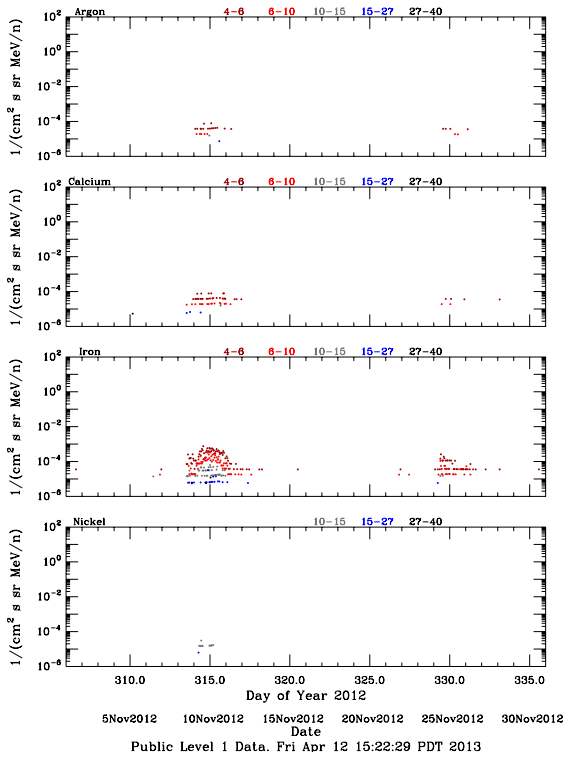 Argon 4-6 6-10 10-15 15-27 27-40
10² 10⁰ 10⁻² 10⁻⁴ 10⁻⁶
1/(cm² s sr MeV/n)
Calcium 4-6 6-10 10-15 15-27 27-40
10² 10⁰ 10⁻² 10⁻⁴ 10⁻⁶
1/(cm² s sr MeV/n)
Iron 4-6 6-10 10-15 15-27 27-40
10² 10⁰ 10⁻² 10⁻⁴ 10⁻⁶
1/(cm² s sr MeV/n)
Nickel 10-15 15-27 27-40
10² 10⁰ 10⁻² 10⁻⁴ 10⁻⁶
1/(cm² s sr MeV/n)
310.0 315.0 320.0 325.0 330.0 335.0
Day of Year 2012
5Nov2012 10Nov2012 15Nov2012 20Nov2012 25Nov2012 30Nov2012
Date
Public Level 1 Data. Fri Apr 12 15:22:29 PDT 2013